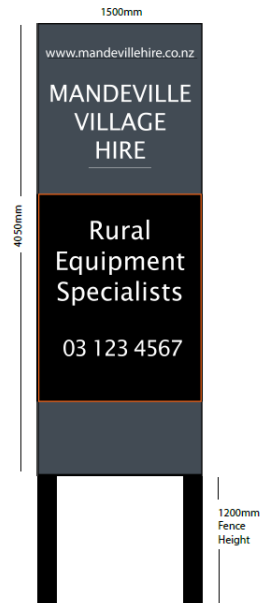 1500mm
www.mandevillehire.co.nz
MANDEVILLE
VILLAGE
HIRE
4050mm
Rural
Equipment
Specialists
03 123 4567
1200mm
Fence
Height